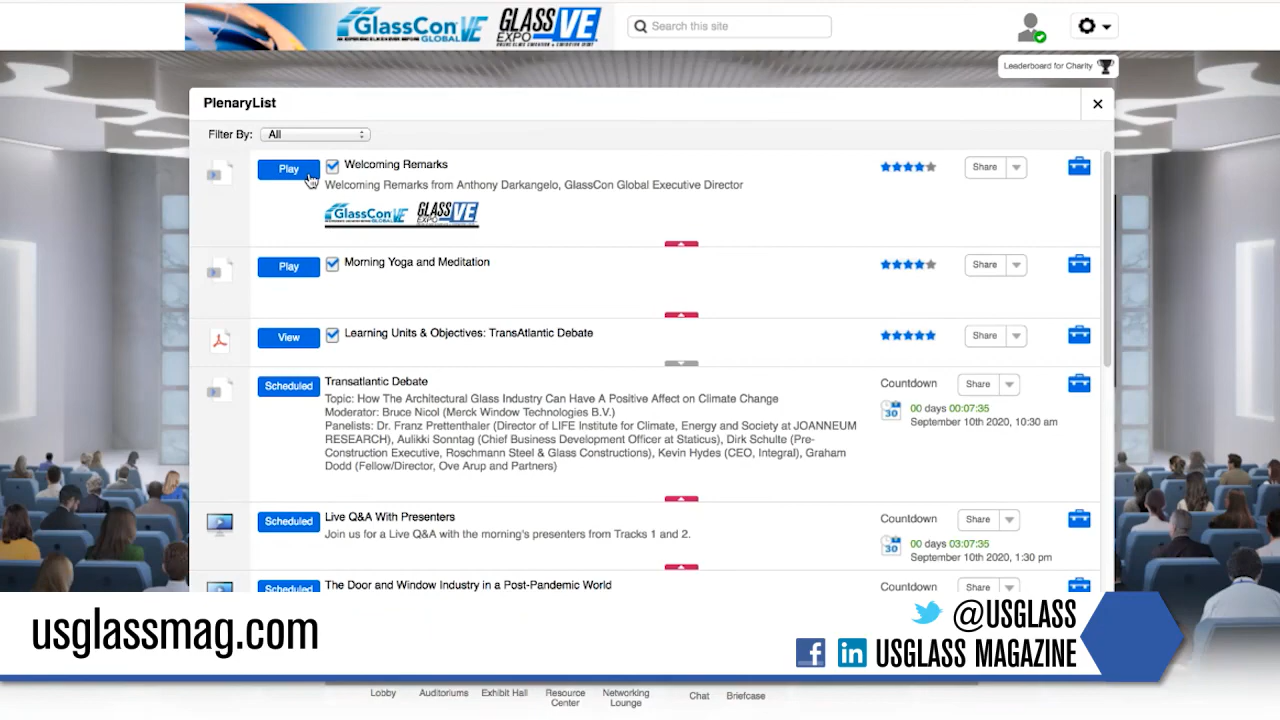 GlassCon VE
GLOBAL
GLASS
EXPO VE
Search this site
Leaderboard for Charity
PlenaryList
Filter By: All
Play Welcoming Remarks Share
Welcoming Remarks from Anthony Darkangelo, GlassCon Global Executive Director
GlassCon VE GLASS
GLOBAL EXPO VE
Play Morning Yoga and Meditation Share
View Learning Units & Objectives: TransAtlantic Debate Share
Scheduled Transatlantic Debate Countdown Share
Topic: How The Architectural Glass Industry Can Have A Positive Affect on Climate Change
30 00 days 00:07:35
Moderator: Bruce Nicol (Merck Window Technologies B.V.)
September 10th 2020, 10:30 am
Panelists: Dr. Franz Prettenthaler (Director of LIFE Institute for Climate, Energy and Society at JOANNEUM
RESEARCH), Aulikki Sonntag (Chief Business Development Officer at Staticus), Dirk Schulte (Pre-
Construction Executive, Roschmann Steel & Glass Constructions), Kevin Hydes (CEO, Integral), Graham
Dodd (Fellow/Director, Ove Arup and Partners)
Scheduled Live Q&A With Presenters Countdown Share
Join us for a Live Q&A with the morning's presenters from Tracks 1 and 2.
30 00 days 03:07:35
September 10th 2020, 1:30 pm
Scheduled The Door and Window Industry in a Post-Pandemic World Countdown Share
usglassmag.com
@USGLASS
f in USGLASS MAGAZINE
Lobby Auditoriums Exhibit Hall Resource Center Networking Lounge Chat Briefcase